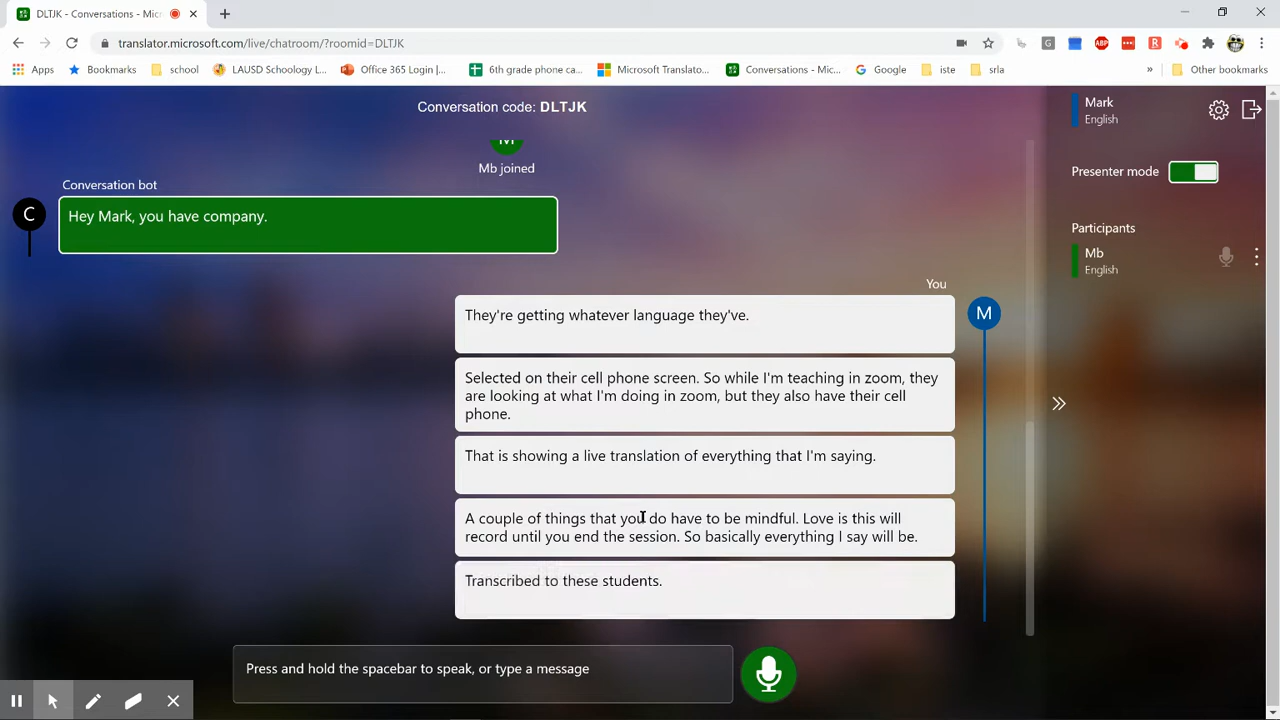 DLTJK - Conversations - Mic
translator.microsoft.com/live/chatroom/?roomid=DLTJK
Apps
Bookmarks
school
LAUSD Schoology L...
Office 365 Login |...
6th grade phone ca...
Microsoft Translato...
Conversations - Mic...
Google
iste
srla
»
Other bookmarks
Conversation code: DLTJK
Mb joined
Conversation bot
C
Hey Mark, you have company.
You
M
They're getting whatever language they've.
Selected on their cell phone screen. So while I'm teaching in zoom, they
are looking at what I'm doing in zoom, but they also have their cell
phone.
That is showing a live translation of everything that I'm saying.
A couple of things that you do have to be mindful. Love is this will
record until you end the session. So basically everything I say will be.
Transcribed to these students.
Press and hold the spacebar to speak, or type a message
Mark
English
Presenter mode
Participants
Mb
English